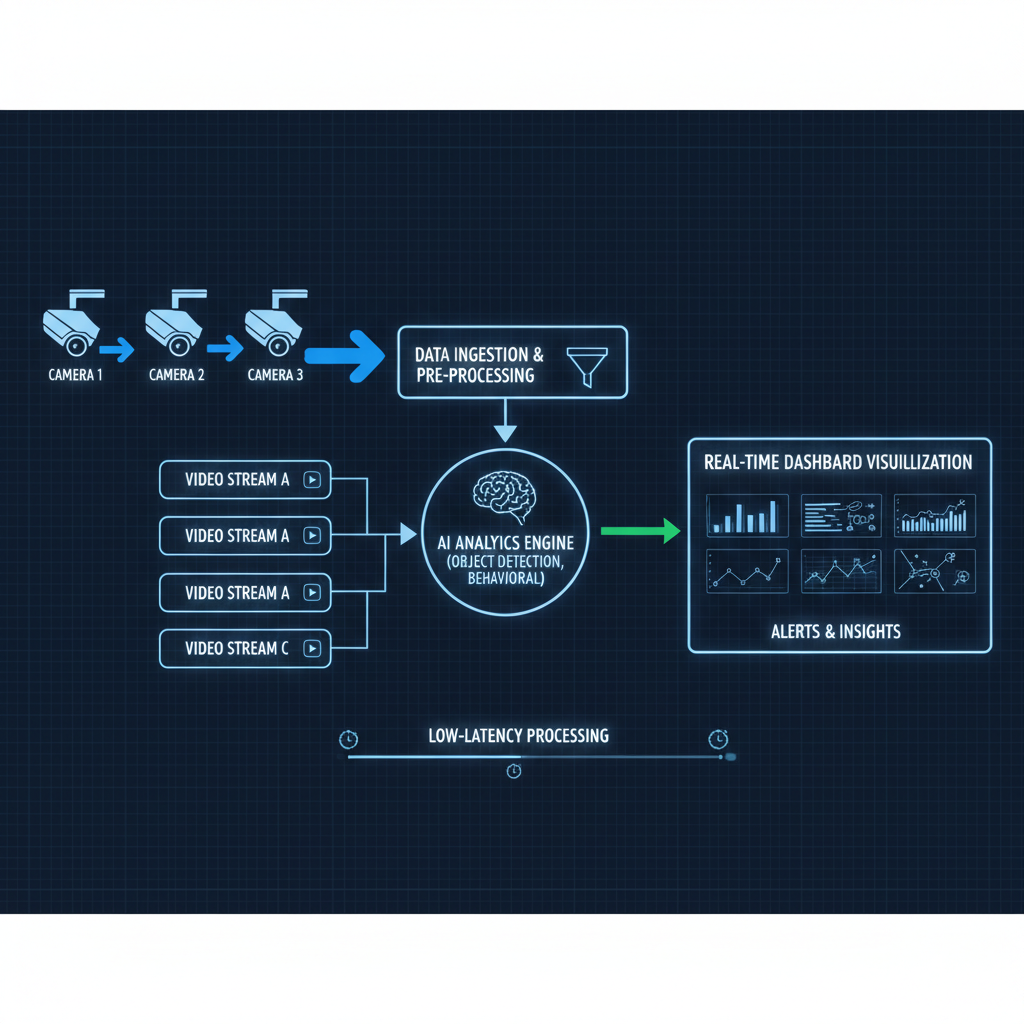 CAMERA 1
CAMERA 2
CAMERA 3
DATA INGESTION &
PRE-PROCESSING
VIDEO STREAM A
VIDEO STREAM A
VIDEO STREAM A
VIDEO STREAM C
AI ANALYICS ENGINE
(OBJECT DETECTION,
BEHAVIORAL)
REAL-TIME DASHBARD VISUILLIZATION
ALERTS & INSIGHTS
LOW-LATENCY PROCESSING